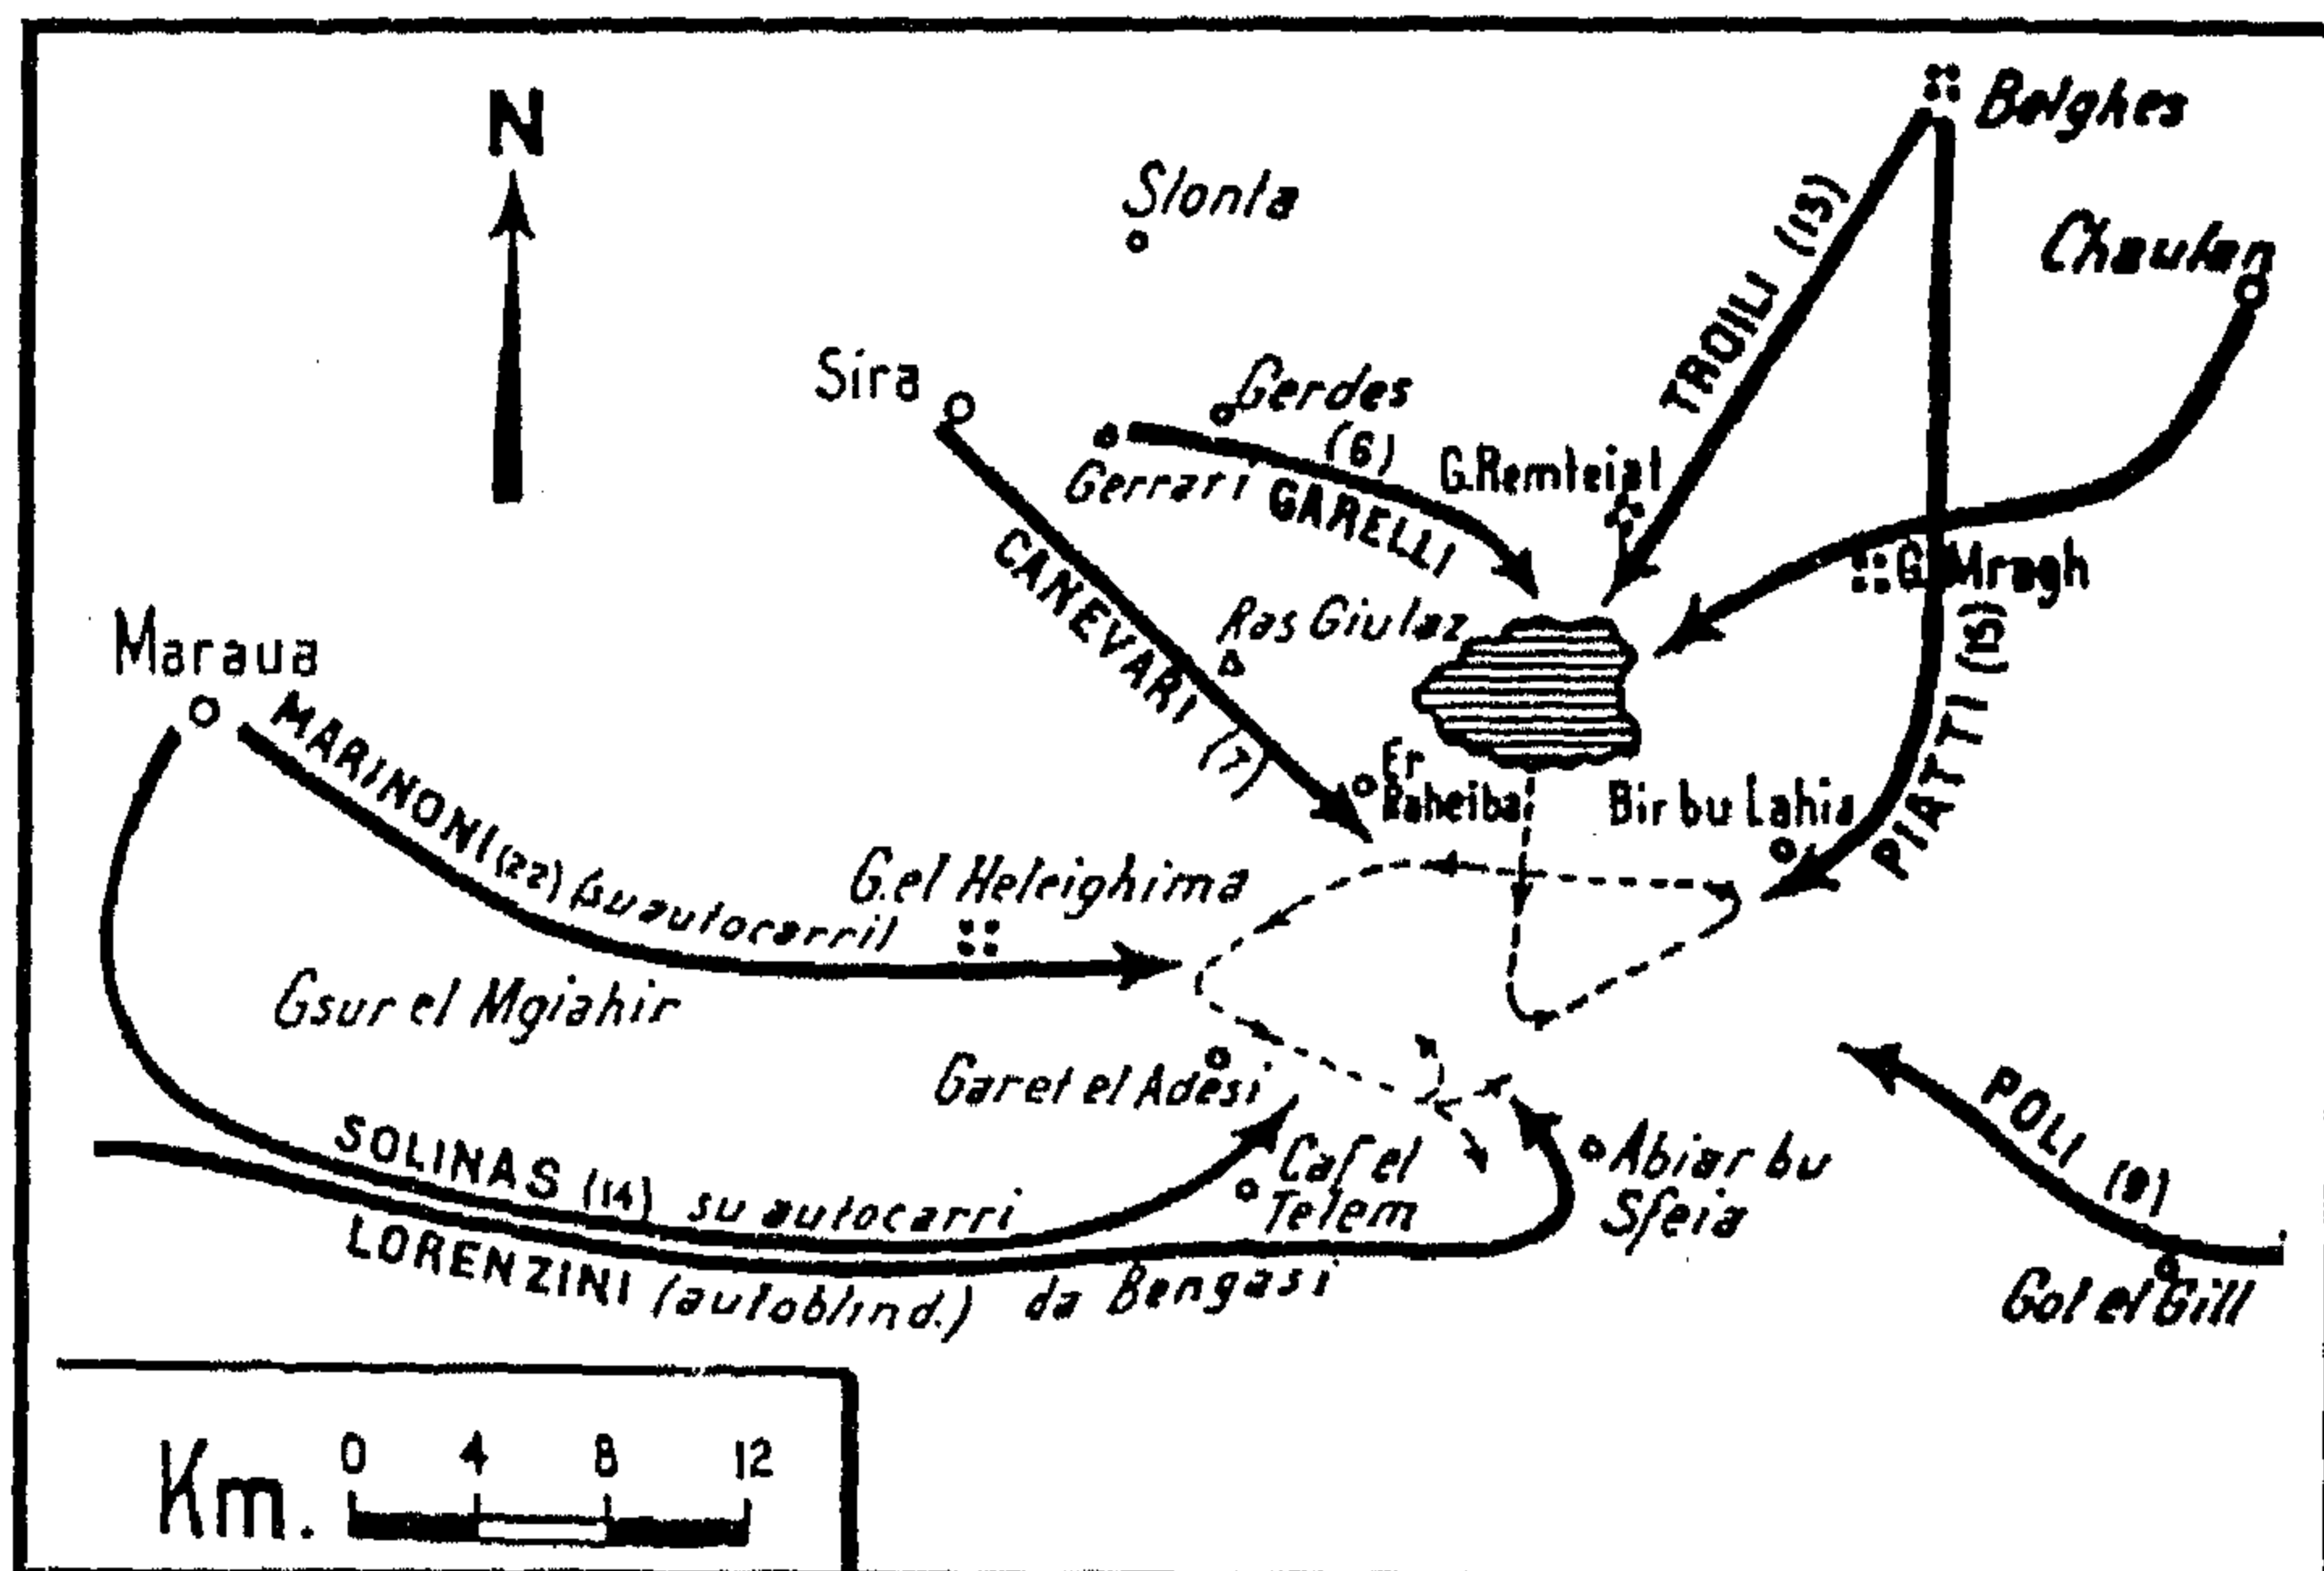 N
Belghes
Slonta
Chaulan
TROILI (13)
Sira
Gerdes
(6)
G.Remteiat
Gerrari
GARELLI
G. Mragh
CANEVARI (7)
Ras Giulaz
Maraua
PIATTI (15)
MARINONI (22) (su autocarri)
Er
Raheiba
Bir bu Lahia
G.el Heleighima
Gsur el Mgiahir
Garet el Adesi
POLI (9)
SOLINAS (14) su autocarri
Caf el
Telem
Abiar bu
Sfeia
LORENZINI (autoblind.) da Bengasi
Got el Gill
Km. 0 4 8 12